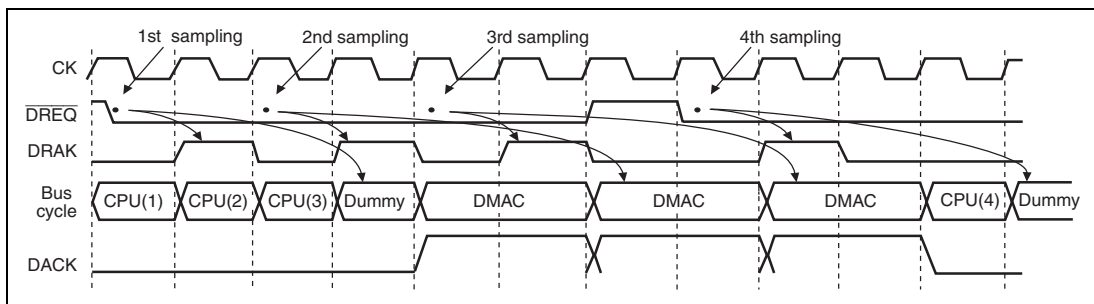 1st sampling 2nd sampling 3rd sampling 4th sampling
CK
DREQ
DRAK
Bus cycle CPU(1) CPU(2) CPU(3) Dummy DMAC DMAC DMAC CPU(4) Dummy
DACK